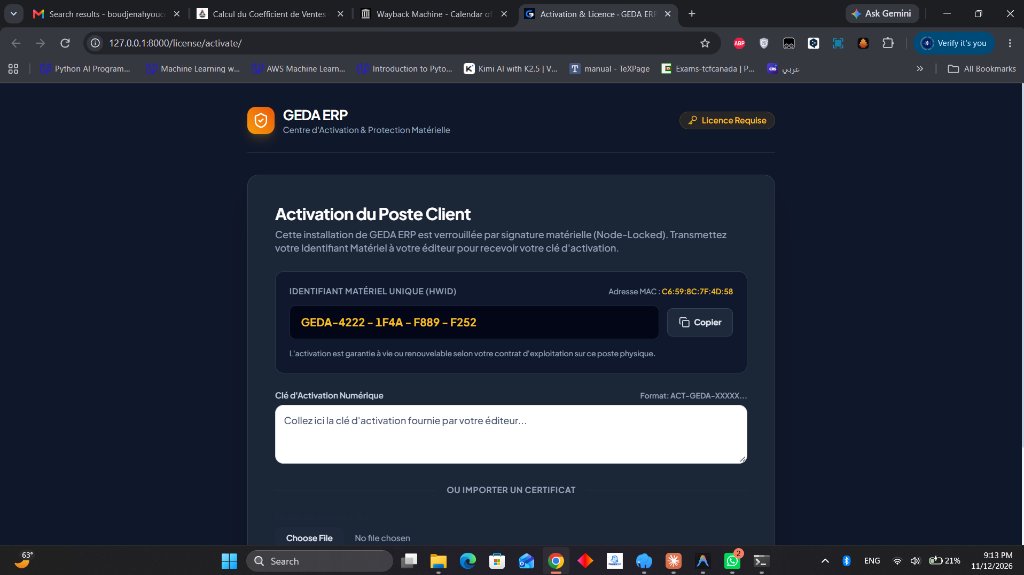 Search results - boudjenahyouc
Calcul du Coefficient de Ventes
Wayback Machine - Calendar of
Activation & Licence - GEDA ERP
Ask Gemini
127.0.0.1:8000/license/activate/
ABP
Verify it's you
Python AI Program...
Machine Learning w...
AWS Machine Learn...
Introduction to Pyto...
Kimi AI with K2.5 | V...
manual - TeXPage
Exams-tcfcanada | P...
عربي
All Bookmarks
GEDA ERP
Centre d'Activation & Protection Matérielle
Licence Requise
Activation du Poste Client
Cette installation de GEDA ERP est verrouillée par signature matérielle (Node-Locked). Transmettez
votre Identifiant Matériel à votre éditeur pour recevoir votre clé d'activation.
IDENTIFIANT MATÉRIEL UNIQUE (HWID)
Adresse MAC : C6:59:8C:7F:4D:58
GEDA-4222 - 1F4A - F889 - F252
Copier
L'activation est garantie à vie ou renouvelable selon votre contrat d'exploitation sur ce poste physique.
Clé d'Activation Numérique
Format: ACT-GEDA-XXXXX...
Collez ici la clé d'activation fournie par votre éditeur...
OU IMPORTER UN CERTIFICAT
Choose File
No file chosen
63°
Search
2
ENG
21%
9:13 PM
11/12/2026